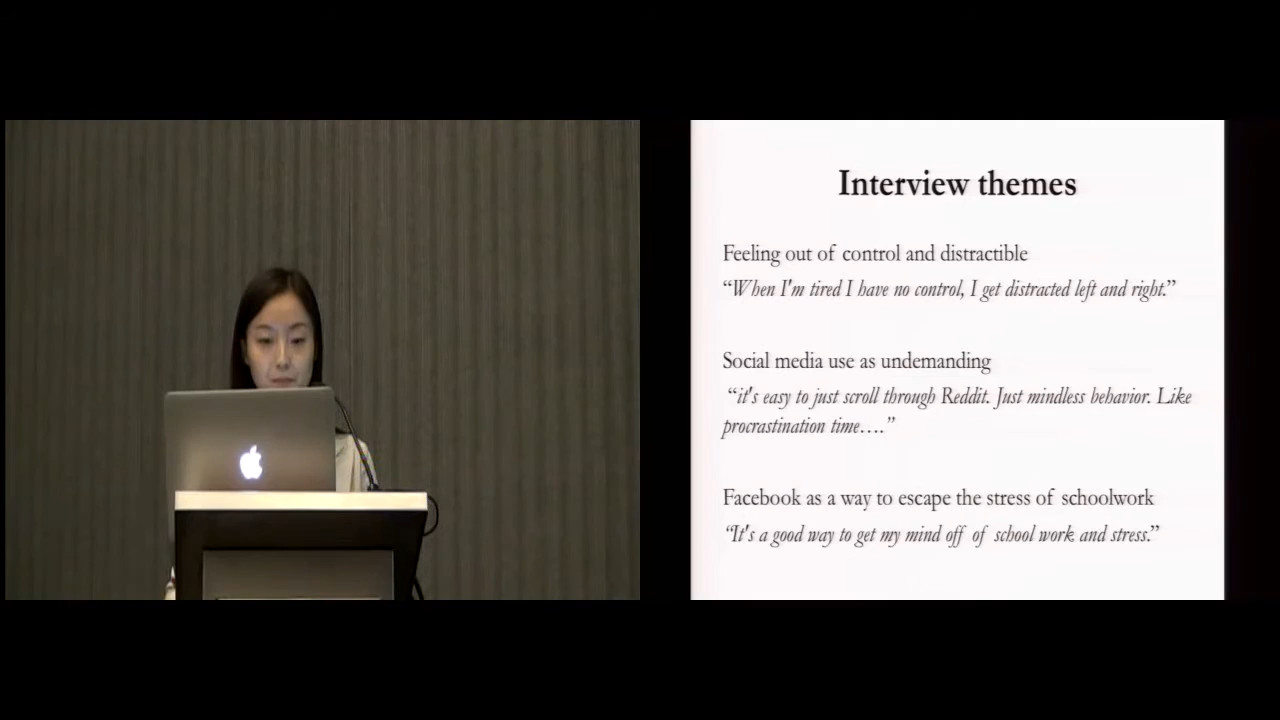 Interview themes
Feeling out of control and distractible
“When I'm tired I have no control, I get distracted left and right.”
Social media use as undemanding
“it's easy to just scroll through Reddit. Just mindless behavior. Like
procrastination time….”
Facebook as a way to escape the stress of schoolwork
“It's a good way to get my mind off of school work and stress.”